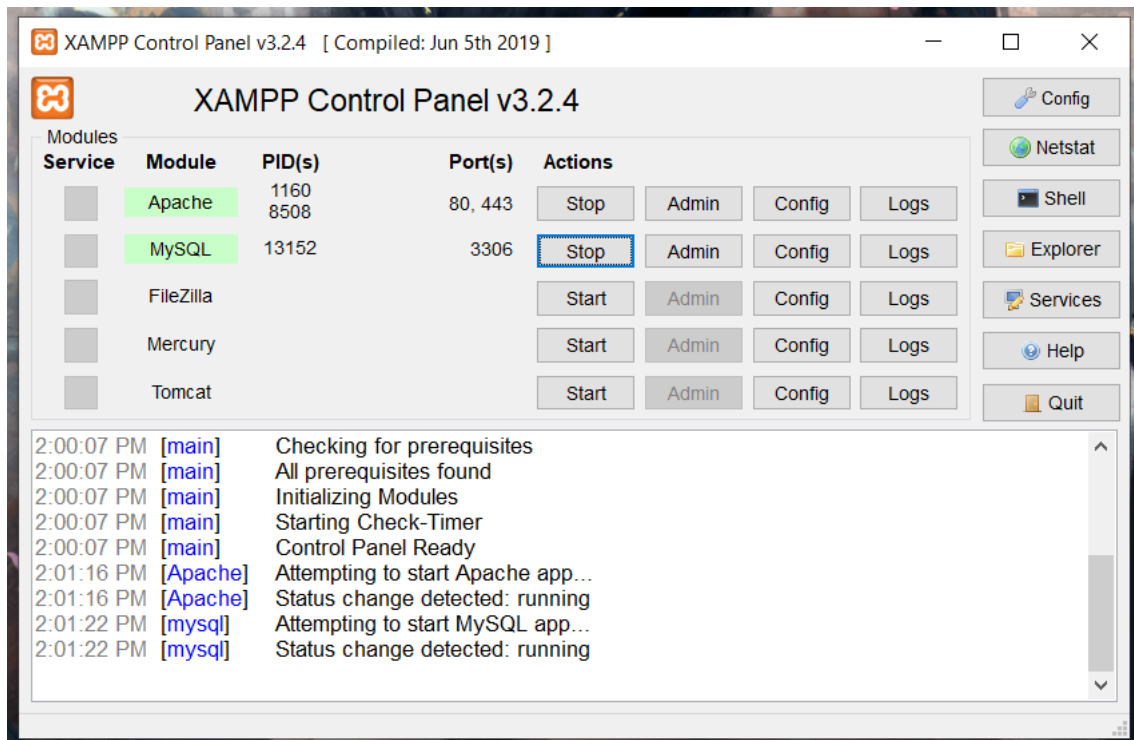 XAMPP Control Panel v3.2.4 [ Compiled: Jun 5th 2019 ]
XAMPP Control Panel v3.2.4
Config
Modules
Netstat
Service Module PID(s) Port(s) Actions
Apache 1160 8508 80, 443 Stop Admin Config Logs
Shell
MySQL 13152 3306 Stop Admin Config Logs
Explorer
FileZilla Start Admin Config Logs
Services
Mercury Start Admin Config Logs
Help
Tomcat Start Admin Config Logs
Quit
2:00:07 PM [main] Checking for prerequisites
2:00:07 PM [main] All prerequisites found
2:00:07 PM [main] Initializing Modules
2:00:07 PM [main] Starting Check-Timer
2:00:07 PM [main] Control Panel Ready
2:01:16 PM [Apache] Attempting to start Apache app...
2:01:16 PM [Apache] Status change detected: running
2:01:22 PM [mysql] Attempting to start MySQL app...
2:01:22 PM [mysql] Status change detected: running